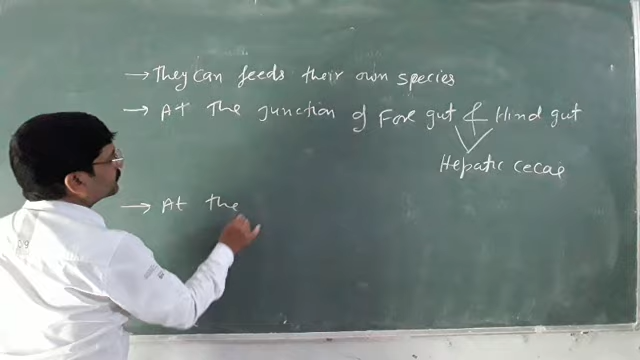 → They can feeds their own species
→ At the junction of Fore gut & Hind gut
Hepatic cecae
→ At the